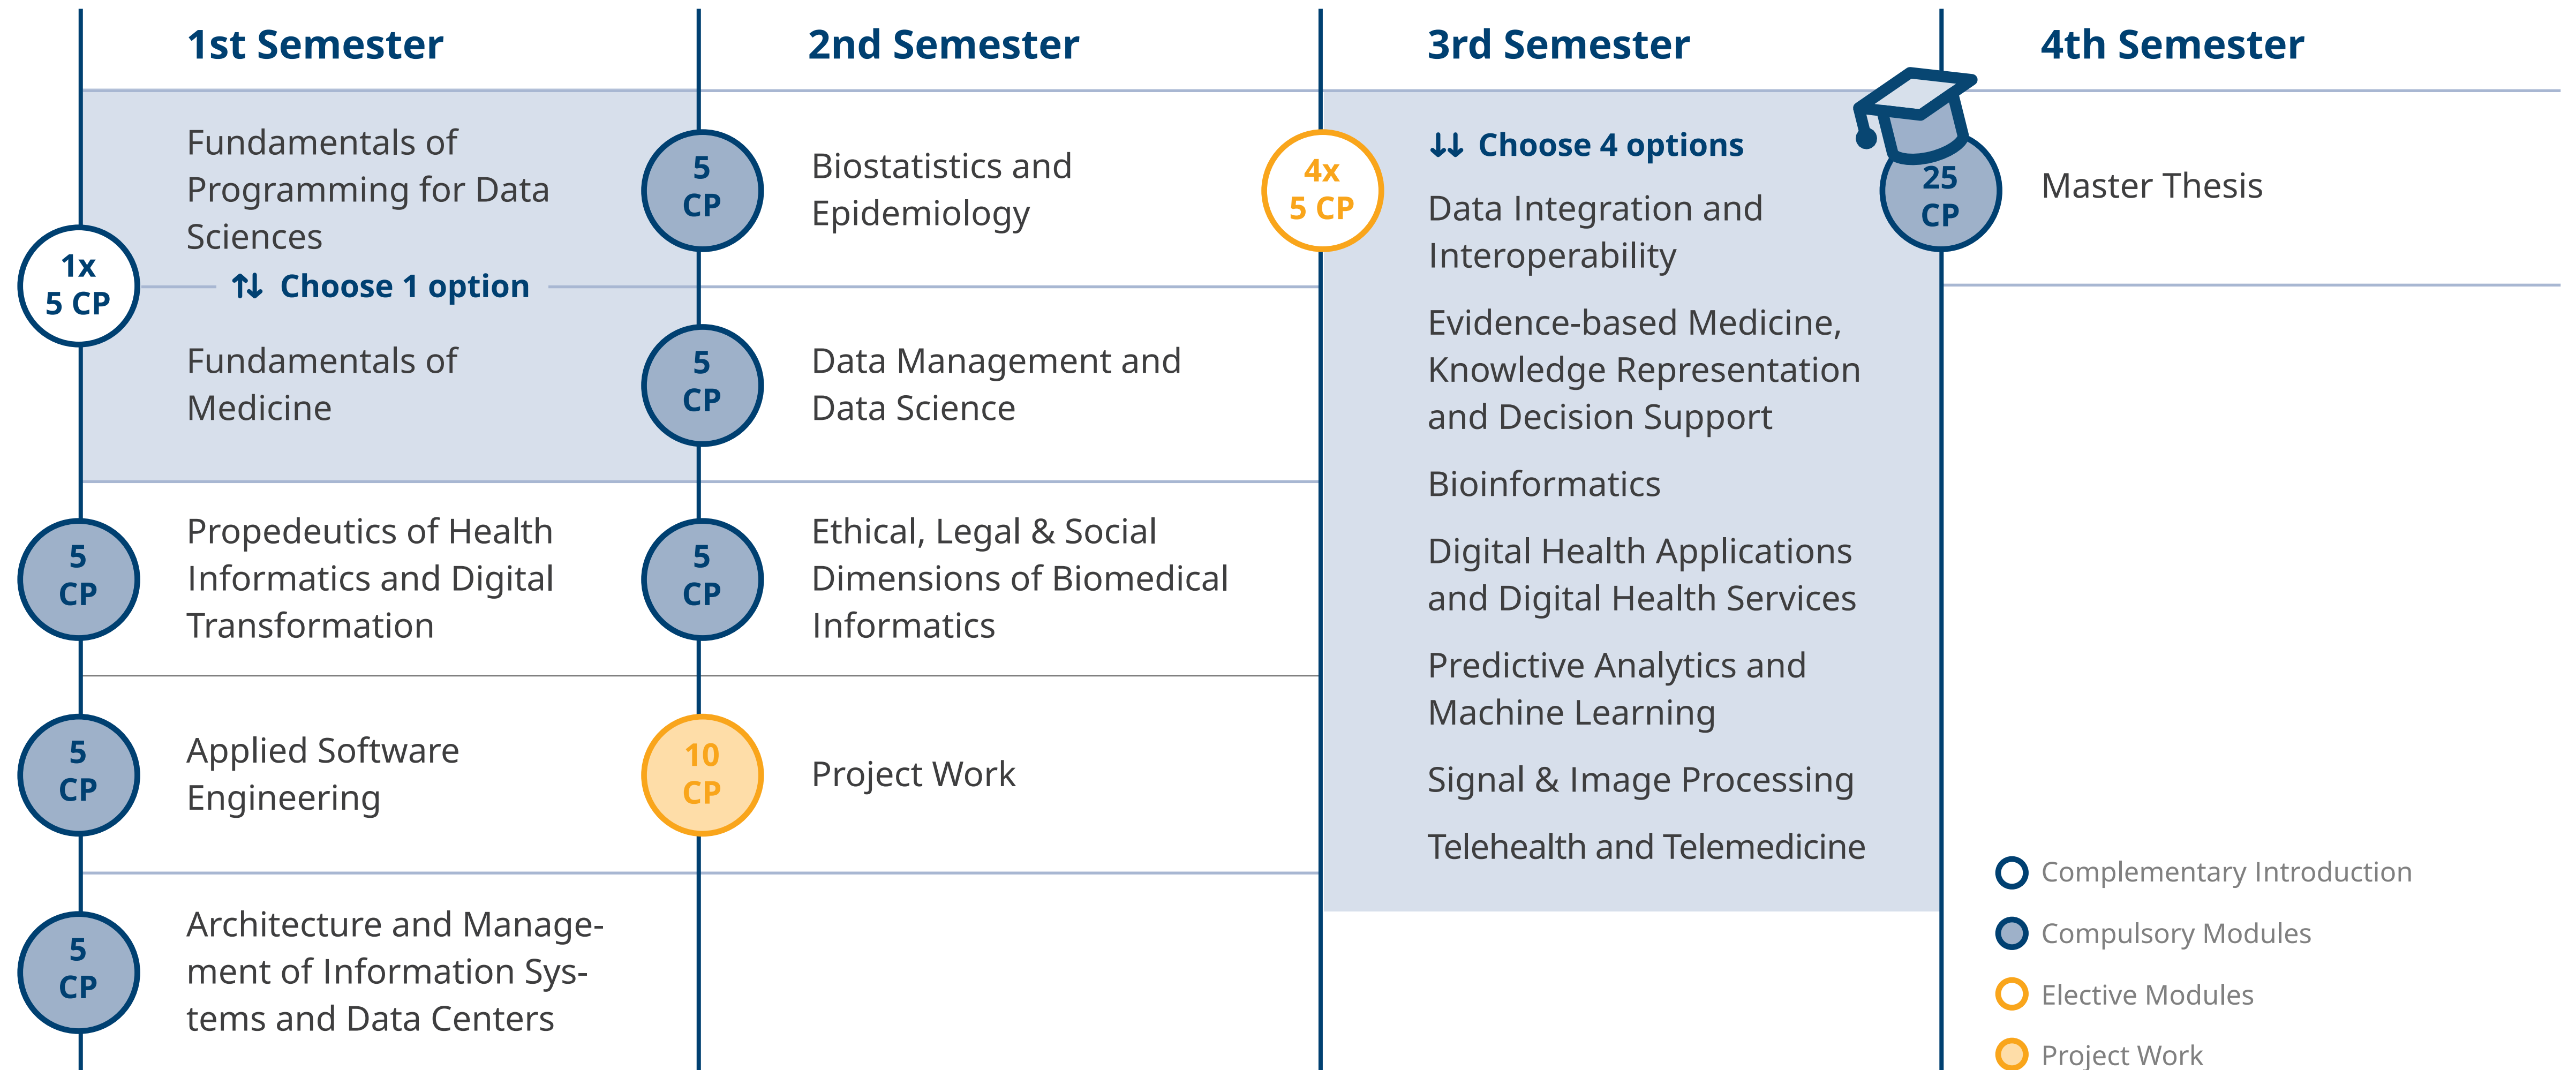 1st Semester
2nd Semester
3rd Semester
4th Semester
1x
5 CP
Fundamentals of
Programming for Data
Sciences
Choose 1 option
Fundamentals of
Medicine
5
CP
Propedeutics of Health
Informatics and Digital
Transformation
5
CP
Applied Software
Engineering
5
CP
Architecture and Manage-
ment of Information Sys-
tems and Data Centers
5
CP
Biostatistics and
Epidemiology
5
CP
Data Management and
Data Science
5
CP
Ethical, Legal & Social
Dimensions of Biomedical
Informatics
10
CP
Project Work
4x
5 CP
Choose 4 options
Data Integration and
Interoperability
Evidence-based Medicine,
Knowledge Representation
and Decision Support
Bioinformatics
Digital Health Applications
and Digital Health Services
Predictive Analytics and
Machine Learning
Signal & Image Processing
Telehealth and Telemedicine
25
CP
Master Thesis
Complementary Introduction
Compulsory Modules
Elective Modules
Project Work